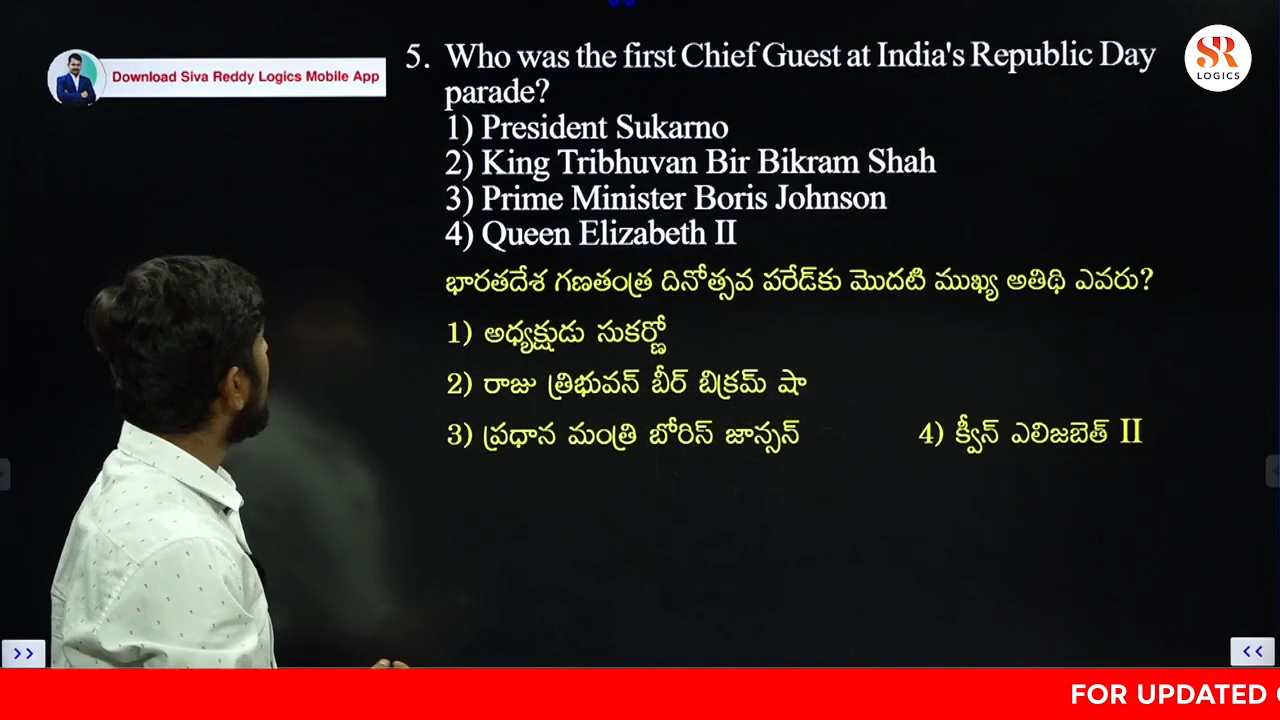 Download Siva Reddy Logics Mobile App
SR
LOGICS
5. Who was the first Chief Guest at India's Republic Day
parade?
1) President Sukarno
2) King Tribhuvan Bir Bikram Shah
3) Prime Minister Boris Johnson
4) Queen Elizabeth II
భారతదేశ గణతంత్ర దినోత్సవ పరేడ్‌కు మొదటి ముఖ్య అతిథి ఎవరు?
1) అధ్యక్షుడు సుకర్ణో
2) రాజు త్రిభువన్ బీర్ బిక్రమ్ షా
3) ప్రధాన మంత్రి బోరిస్ జాన్సన్ 4) క్వీన్ ఎలిజబెత్ II
>> <<
FOR UPDATED